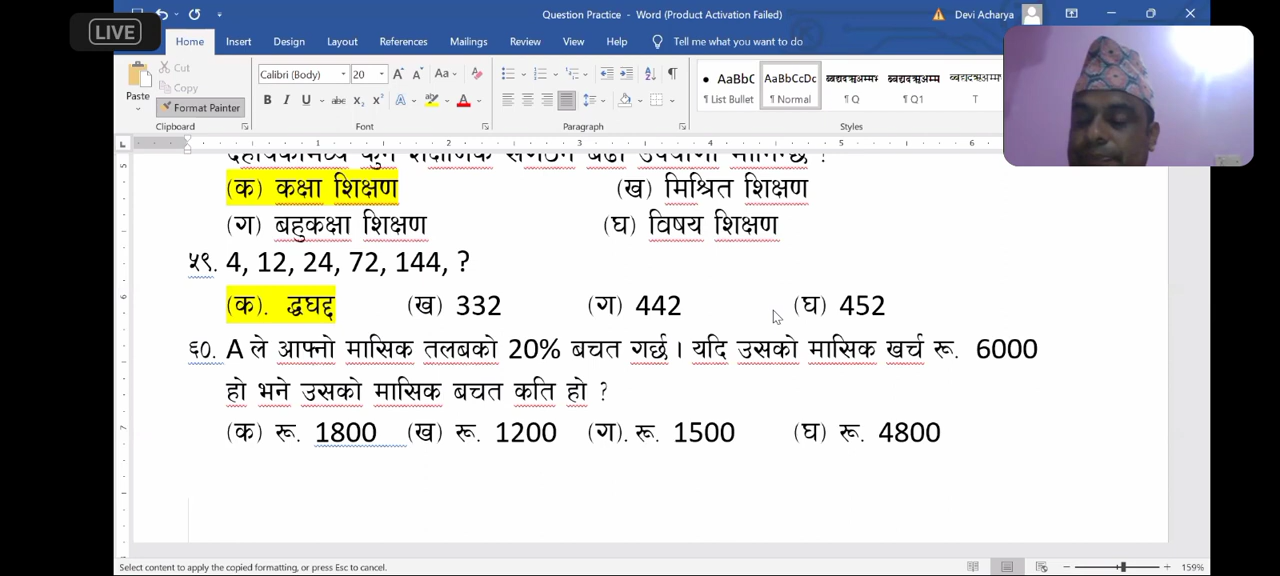 LIVE
Question Practice - Word (Product Activation Failed)
Devi Acharya
Home Insert Design Layout References Mailings Review View Help Tell me what you want to do
Cut
Copy
Paste
Format Painter
Calibri (Body) 20
Clipboard Font Paragraph Styles
AaBbC AaBbCcDc
¶ List Bullet ¶ Normal ¶ Q ¶ Q1 T
(क) कक्षा शिक्षण (ख) मिश्रित शिक्षण
(ग) बहुकक्षा शिक्षण (घ) विषय शिक्षण
५९. 4, 12, 24, 72, 144, ?
(क). द्धघद्द (ख) 332 (ग) 442 (घ) 452
६०. A ले आफ्नो मासिक तलबको 20% बचत गर्छ । यदि उसको मासिक खर्च रू. 6000
हो भने उसको मासिक बचत कति हो ?
(क) रू. 1800 (ख) रू. 1200 (ग). रू. 1500 (घ) रू. 4800
Select content to apply the copied formatting, or press Esc to cancel.
159%